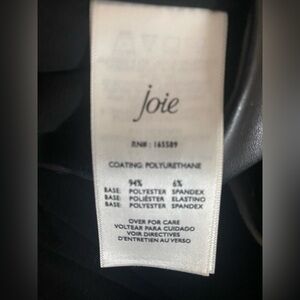 joie
RN#: 165589
COATING: POLYURETHANE
94% 6%
BASE: POLYESTER SPANDEX
BASE: POLIÉSTER ELASTINO
BASE: POLYESTER SPANDEX
OVER FOR CARE
VOLTEAR PARA CUIDADO
VOIR DIRECTIVES
D'ENTRETIEN AU VERSO